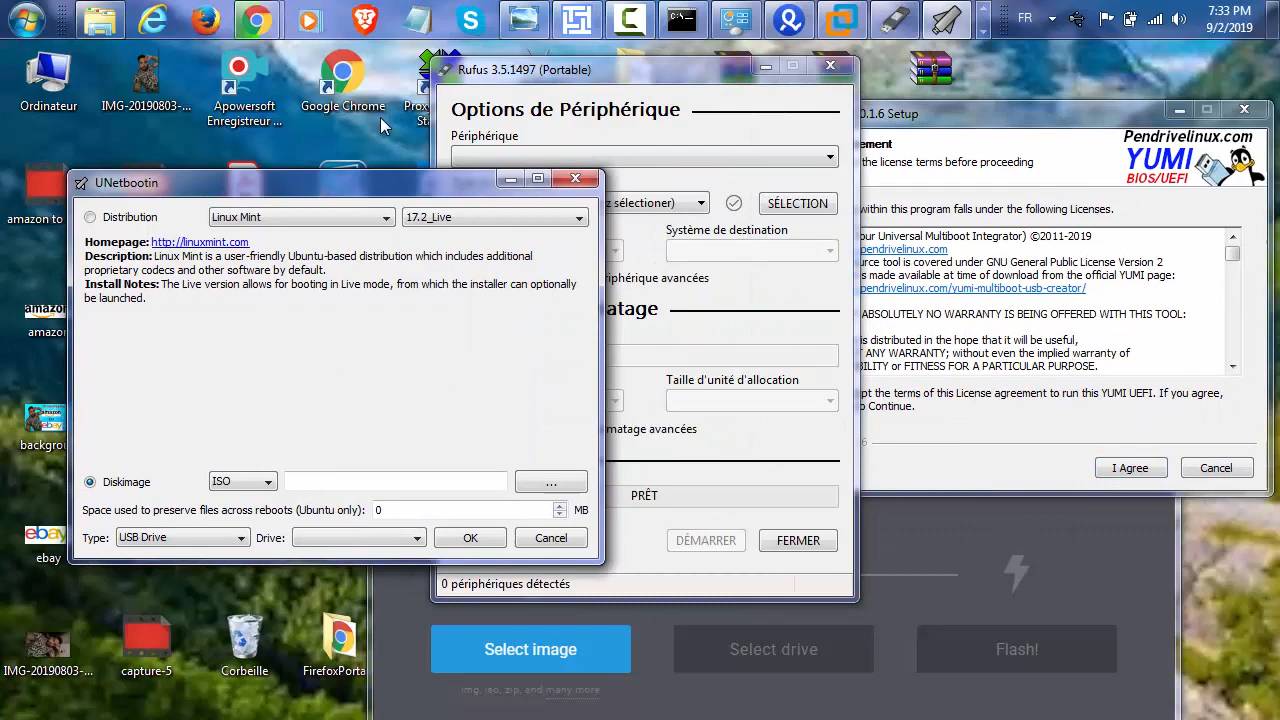 FR
7:33 PM
9/2/2019
Ordinateur
IMG-20190803-...
Apowersoft
Enregistreur ...
Google Chrome
Rufus 3.5.1497 (Portable)
Options de Périphérique
Périphérique
SÉLECTION
Système de destination
Taille d'unité d'allocation
PRÊT
DÉMARRER
FERMER
0 périphériques détectés
0.1.6 Setup
the license terms before proceeding
Pendrivelinux.com
YUMI
BIOS/UEFI
within this program falls under the following Licenses.
our Universal Multiboot Integrator) ©2011-2019
pendrivelinux.com
urce tool is covered under GNU General Public License Version 2
is made available at time of download from the official YUMI page:
pendrivelinux.com/yumi-multiboot-usb-creator/
ABSOLUTELY NO WARRANTY IS BEING OFFERED WITH THIS TOOL:
is distributed in the hope that it will be useful,
T ANY WARRANTY; without even the implied warranty of
BILITY or FITNESS FOR A PARTICULAR PURPOSE.
pt the terms of this License agreement to run this YUMI UEFI. If you agree,
o Continue.
I Agree
Cancel
UNetbootin
Distribution
Linux Mint
17.2_Live
Homepage: http://linuxmint.com
Description: Linux Mint is a user-friendly Ubuntu-based distribution which includes additional
proprietary codecs and other software by default.
Install Notes: The Live version allows for booting in Live mode, from which the installer can optionally
be launched.
Diskimage
ISO
...
Space used to preserve files across reboots (Ubuntu only):
0
MB
Type:
USB Drive
Drive:
OK
Cancel
amazon to
amazon
backgrou
ebay
ebay
IMG-20190803-...
capture-5
Corbeille
FirefoxPorta
Select image
Select drive
Flash!
img, iso, zip, and many more